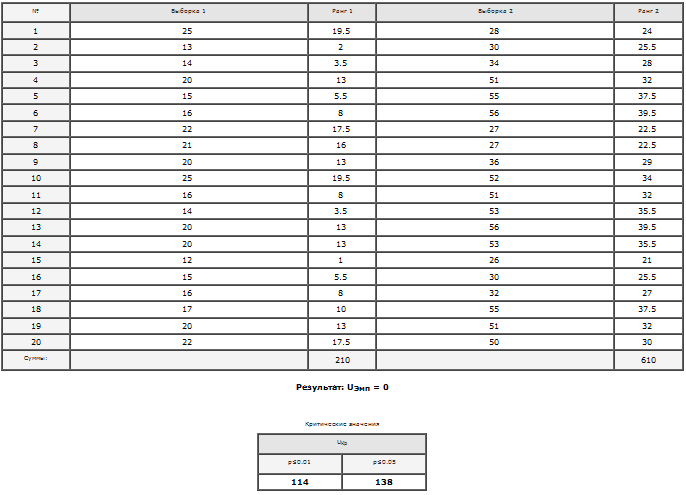 № Выборка 1 Ранг 1 Выборка 2 Ранг 2
1 25 19.5 28 24
2 13 2 30 25.5
3 14 3.5 34 28
4 20 13 51 32
5 15 5.5 55 37.5
6 16 8 56 39.5
7 22 17.5 27 22.5
8 21 16 27 22.5
9 20 13 36 29
10 25 19.5 52 34
11 16 8 51 32
12 14 3.5 53 35.5
13 20 13 56 39.5
14 20 13 53 35.5
15 12 1 26 21
16 15 5.5 30 25.5
17 16 8 32 27
18 17 10 55 37.5
19 20 13 51 32
20 22 17.5 50 30
Суммы: 210 610
Результат: UЭмп = 0
Критические значения
UКр
p≤0.01 p≤0.05
114 138